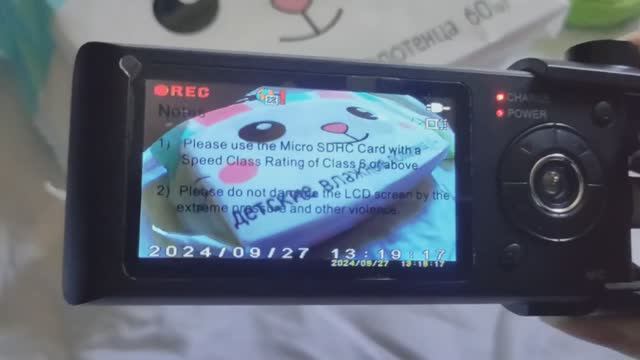 потенца 60
REC
CHARGE
POWER
Notes
1) Please use the Micro SDHC Card with a
Speed Class Rating of Class 6 or above.
2) Please do not damage the LCD screen by the
extreme pressure and other violence.
детские влажные
2024/09/27 13:19:17
2024/09/27 13:19:17